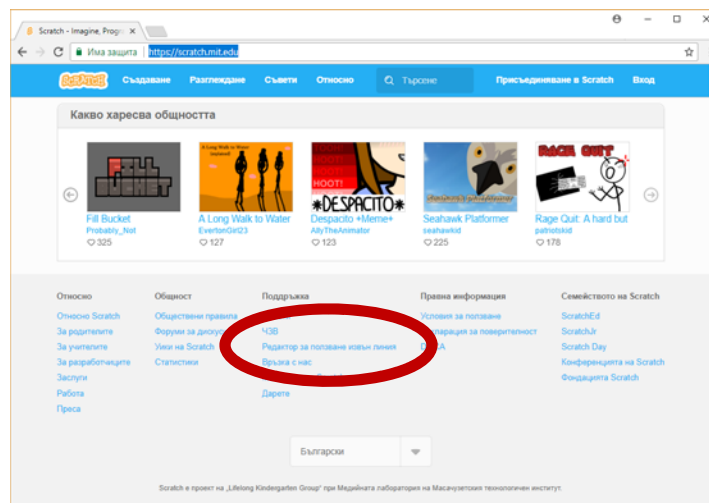 Scratch - Imagine, Progr
Има защита https://scratch.mit.edu
SCRATCH Създаване Разглеждане Съвети Относно Търсене Присъединяване в Scratch Вход
Какво харесва общността
FILL BUCKET
A Long Walk to Water
HOOT!
*DESPACITO*
RAGE QUIT
Fill Bucket A Long Walk to Water Despacito +Meme+ Seahawk Platformer Rage Quit: A hard but
Probably_Not EvertonGirl23 AllyTheAnimator seahawkid patriotskid
325 127 123 225 178
Относно Общност Поддръжка Правна информация Семейството на Scratch
Относно Scratch Обществени правила Условия за ползване ScratchEd
За родителите Форуми за ЧЗВ за поверителност ScratchJr
За учителите Уики на Scratch Редактор за ползване извън линия Scratch Day
За разработчиците Статистики Връзка с нас Конференцията на Scratch
Заслуги Фондацията Scratch
Работа Дарете
Преса
Български
Scratch е проект на „Lifelong Kindergarten Group“ при Медийната лаборатория на Масачузетския технологичен институт.